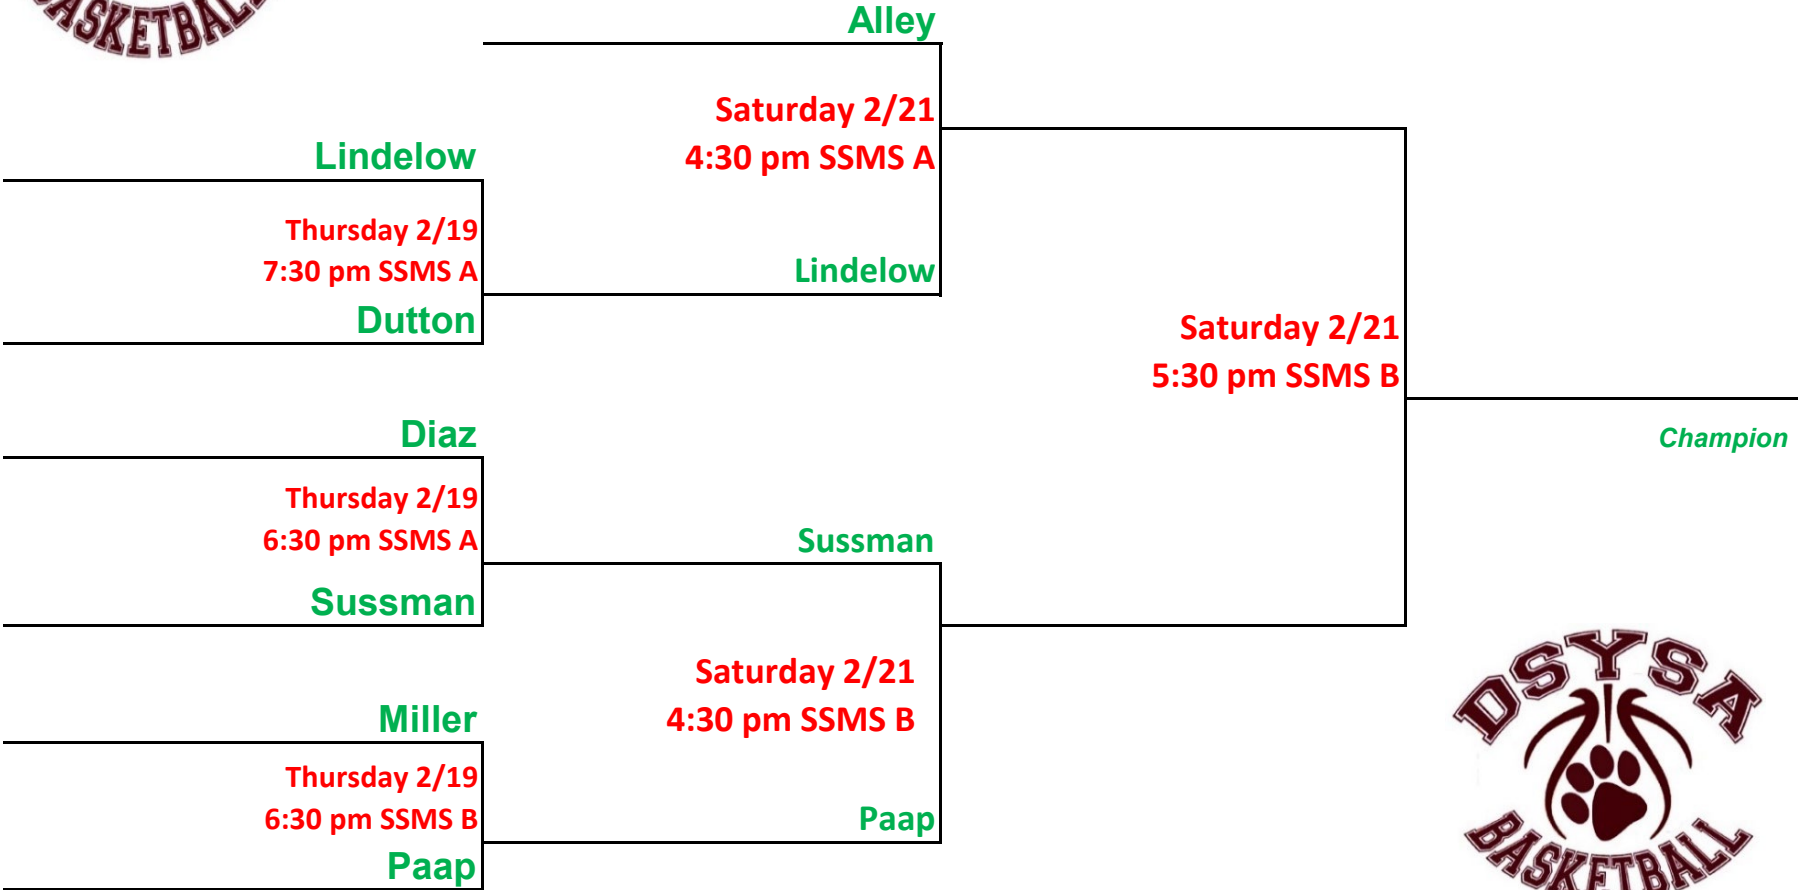 BASKETBALL
Alley
Saturday 2/21
4:30 pm SSMS A
Lindelow
Thursday 2/19
7:30 pm SSMS A
Lindelow
Dutton
Saturday 2/21
5:30 pm SSMS B
Diaz
Champion
Thursday 2/19
6:30 pm SSMS A
Sussman
Sussman
Saturday 2/21
4:30 pm SSMS B
Miller
Thursday 2/19
6:30 pm SSMS B
Paap
Paap
DSYSA
BASKETBALL